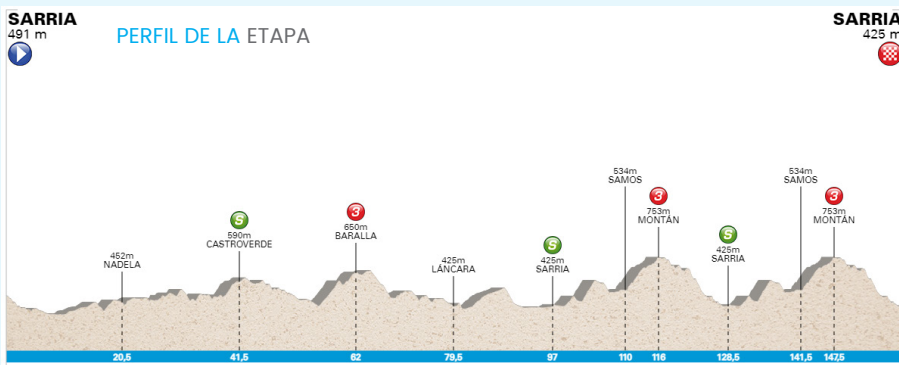 SARRIA
491 m
PERFIL DE LA ETAPA
SARRIA
425 m
452m
NADELA
S
590m
CASTROVERDE
3
650m
BARALLA
425m
LÁNCARA
S
425m
SARRIA
534m
SAMOS
3
753m
MONTÁN
S
425m
SARRIA
534m
SAMOS
3
753m
MONTÁN
20,5 41,5 62 79,5 97 110 116 128,5 141,5 147,5